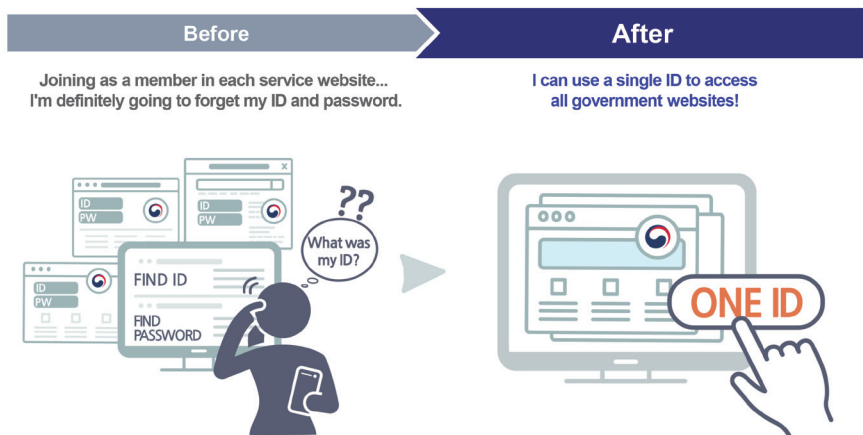 Before
After
Joining as a member in each service website...
I'm definitely going to forget my ID and password.
I can use a single ID to access
all government websites!
ID
PW
ID
PW
ID
PW
FIND ID
FIND
PASSWORD
??
What was
my ID?
x
ONE ID